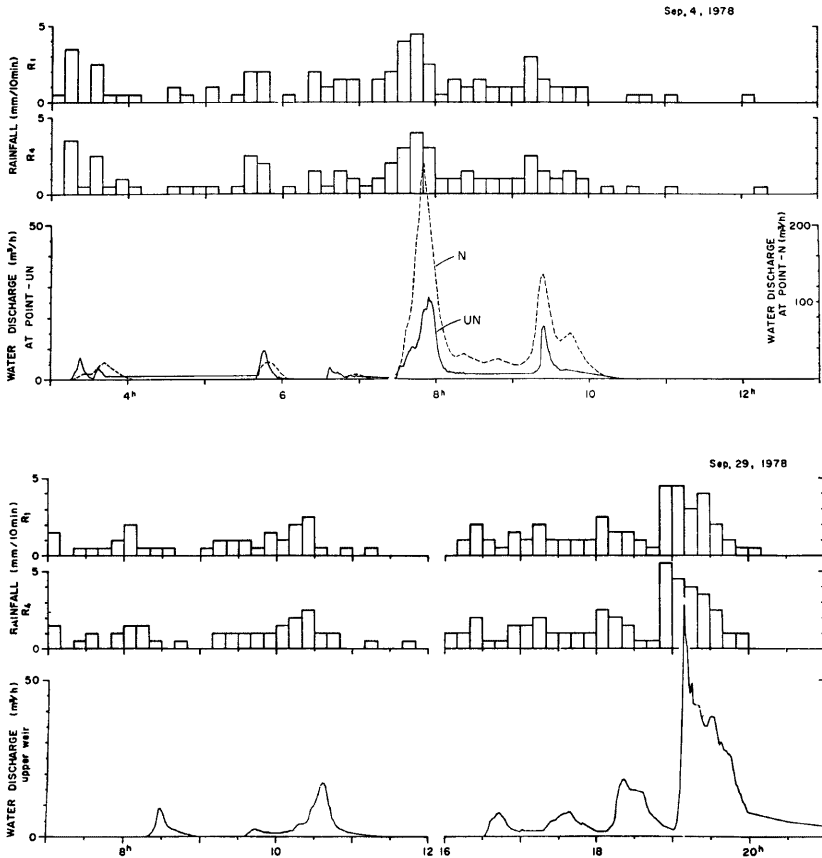 Sep. 4, 1978
RAINFALL (mm/10min)
R₁
5
0
R₄
5
0
WATER DISCHARGE (m³/h)
AT POINT-UN
50
0
N
UN
WATER DISCHARGE
AT POINT-N (m³/h)
200
100
4ʰ
6
8ʰ
10
12ʰ
Sep. 29, 1978
RAINFALL (mm/10min)
R₁
5
0
R₄
5
0
WATER DISCHARGE (m³/h)
upper weir
50
0
8ʰ
10
12
16
18
20ʰ